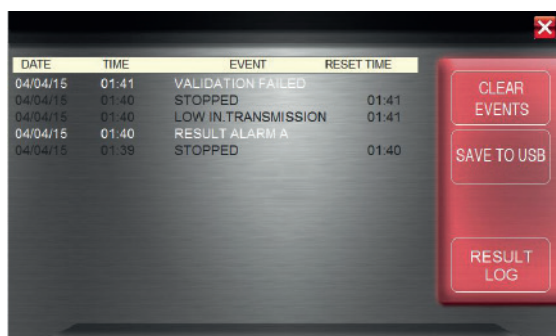 DATE TIME EVENT RESET TIME
04/04/15 01:41 VALIDATION FAILED
04/04/15 01:40 STOPPED 01:41
04/04/15 01:40 LOW IN.TRANSMISSION 01:41
04/04/15 01:40 RESULT ALARM A
04/04/15 01:39 STOPPED 01:40
CLEAR
EVENTS
SAVE TO USB
RESULT
LOG